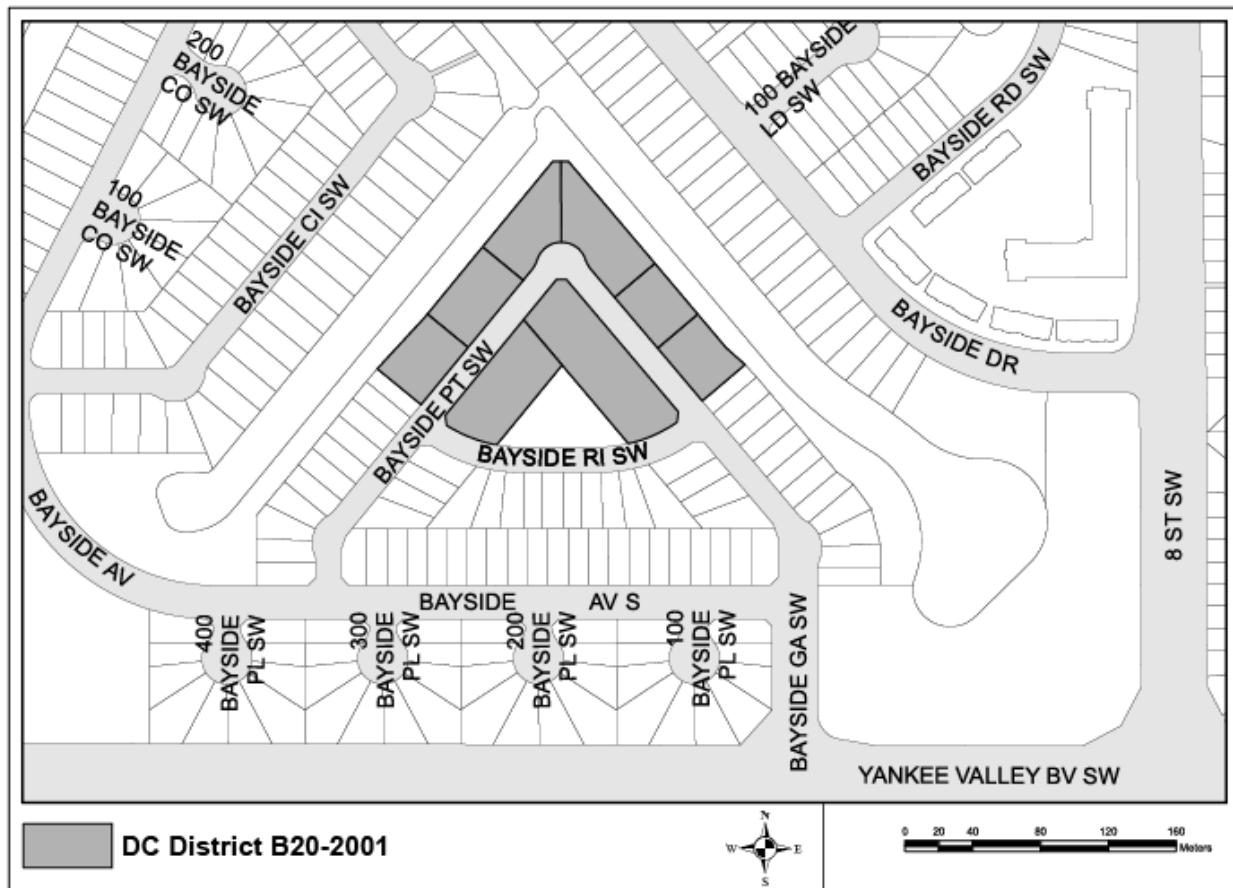 200
BAYSIDE
CO SW
100
BAYSIDE
CO SW
BAYSIDE CI SW
100 BAYSIDE
LD SW
BAYSIDE RD SW
BAYSIDE DR
BAYSIDE PT SW
BAYSIDE RI SW
8 ST SW
BAYSIDE AV
BAYSIDE AV S
400
BAYSIDE
PL SW
300
BAYSIDE
PL SW
200
BAYSIDE
PL SW
100
BAYSIDE
PL SW
BAYSIDE GA SW
YANKEE VALLEY BV SW
DC District B20-2001
N
W E
S
0 20 40 80 120 160
Meters